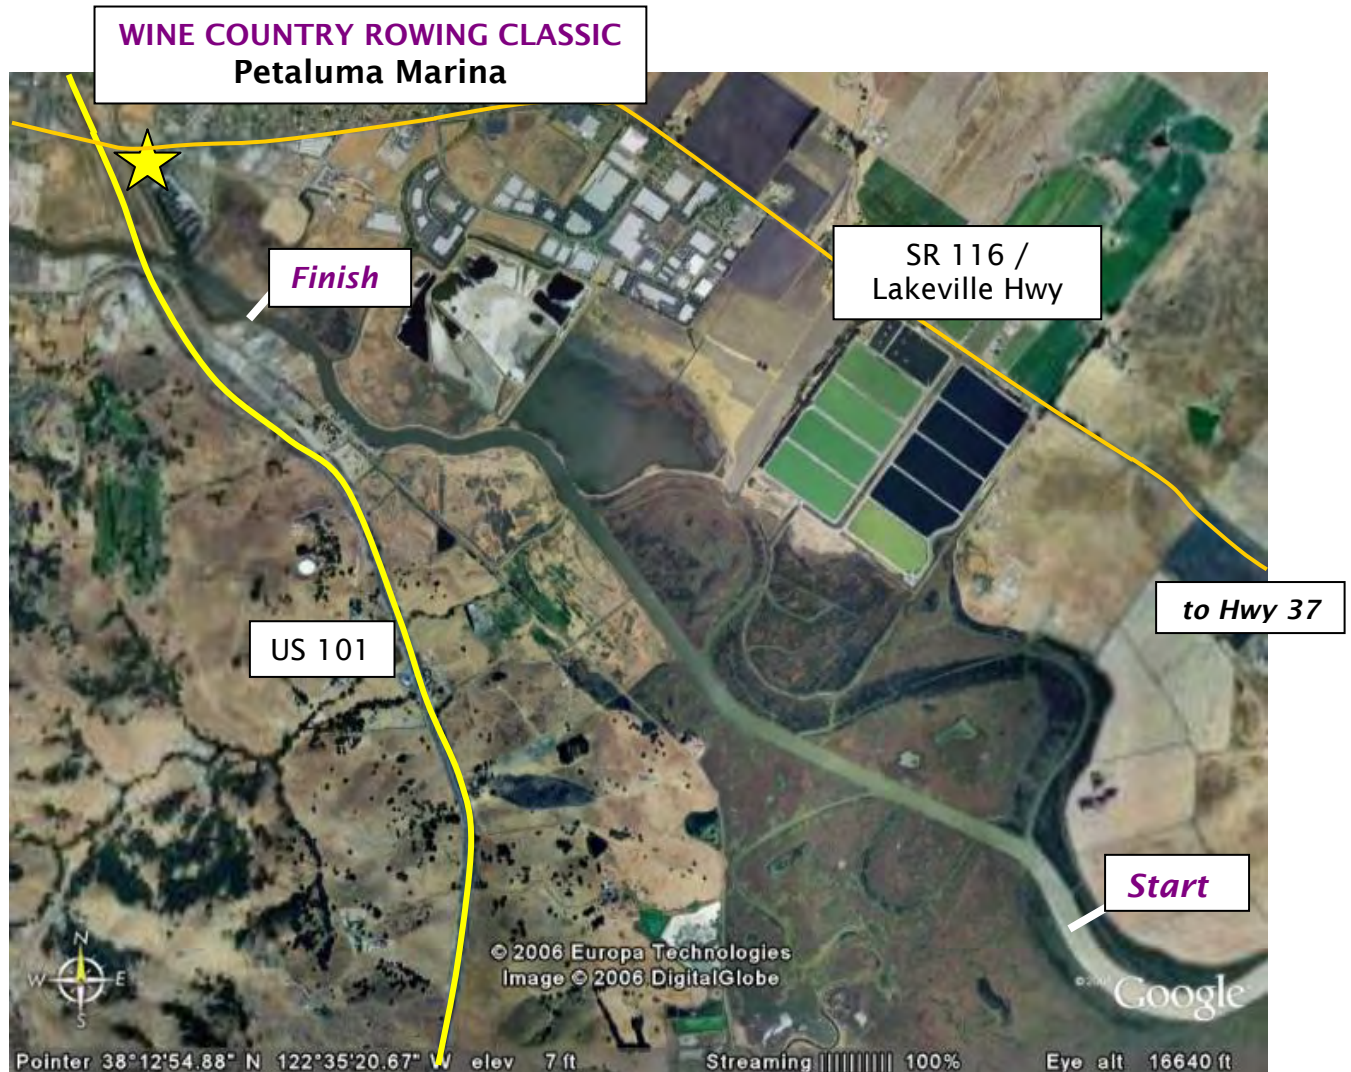 WINE COUNTRY ROWING CLASSIC
Petaluma Marina
Finish
SR 116 /
Lakeville Hwy
to Hwy 37
US 101
Start
© 2006 Europa Technologies
Image © 2006 DigitalGlobe
Google
N
W E
S
Pointer 38°12'54.88" N 122°35'20.67" W elev 7 ft Streaming |||||||||| 100% Eye alt 16640 ft